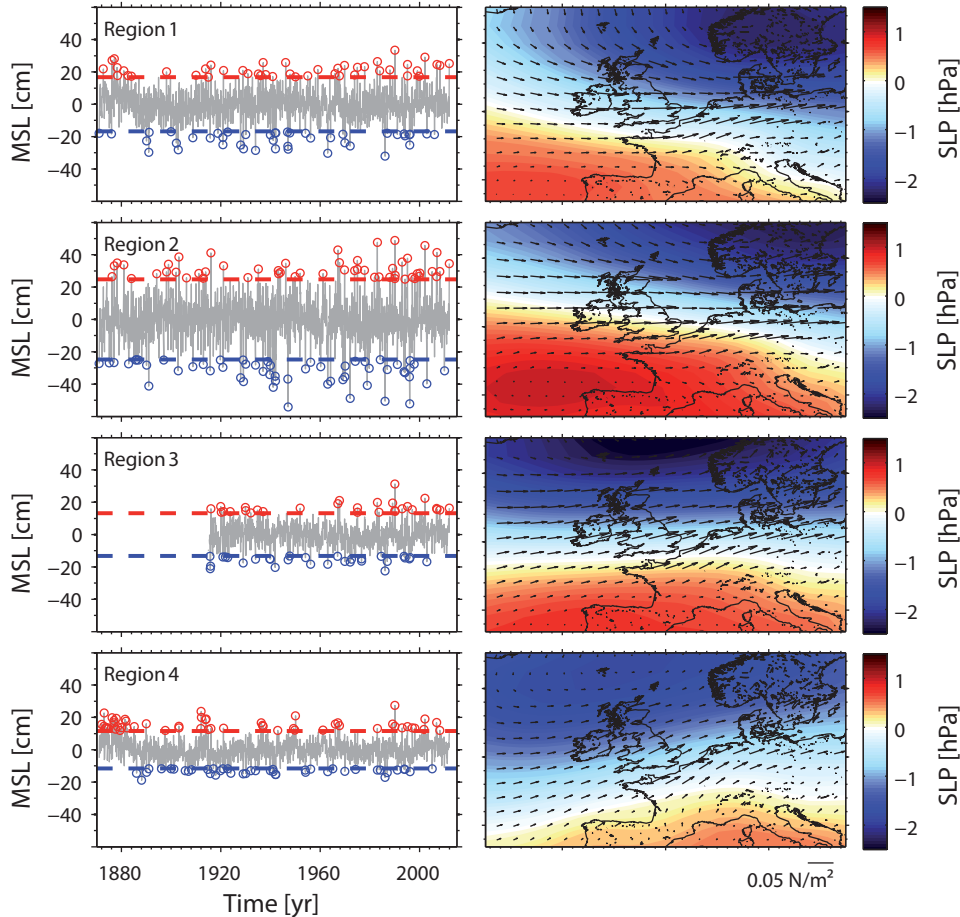 Region 1
MSL [cm]
40
20
0
−20
−40
1
0
−1
−2
SLP [hPa]
Region 2
MSL [cm]
40
20
0
−20
−40
1
0
−1
−2
SLP [hPa]
Region 3
MSL [cm]
40
20
0
−20
−40
1
0
−1
−2
SLP [hPa]
Region 4
MSL [cm]
40
20
0
−20
−40
1
0
−1
−2
SLP [hPa]
1880 1920 1960 2000
Time [yr]
0.05 N/m²